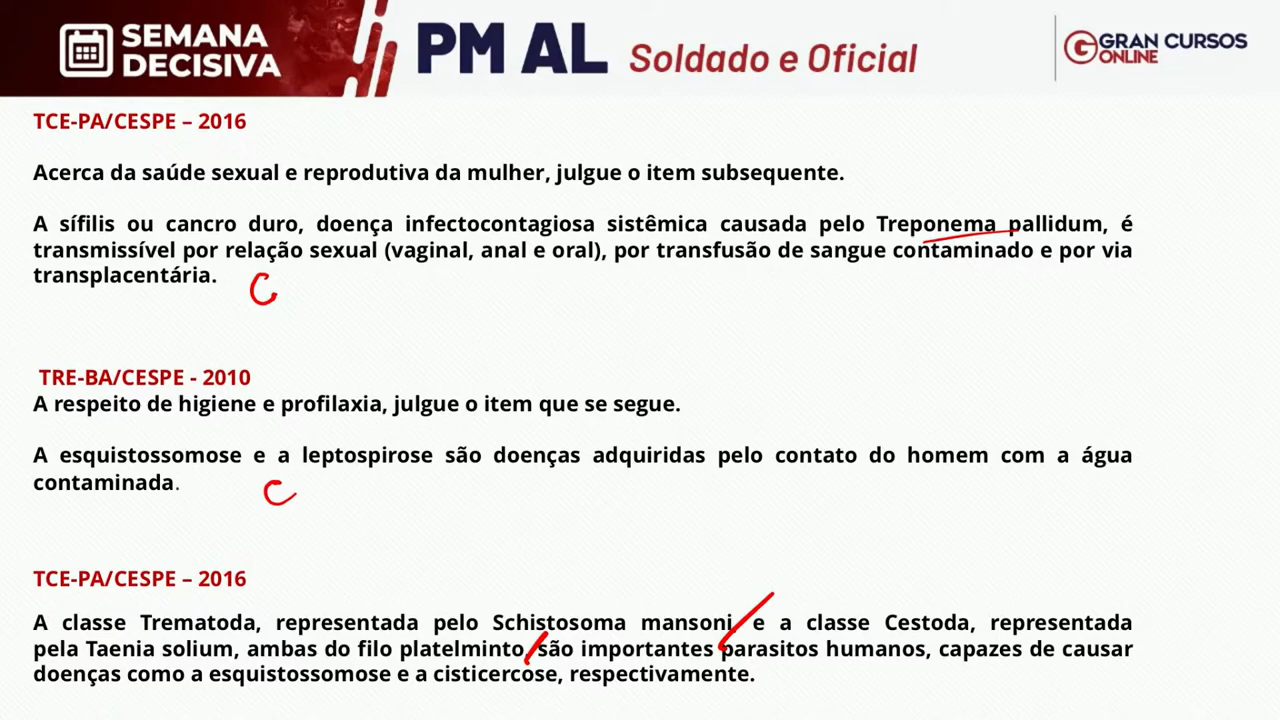 SEMANA
DECISIVA
PM AL Soldado e Oficial
GRAN CURSOS
ONLINE
TCE-PA/CESPE – 2016
Acerca da saúde sexual e reprodutiva da mulher, julgue o item subsequente.
A sífilis ou cancro duro, doença infectocontagiosa sistêmica causada pelo Treponema pallidum, é
transmissível por relação sexual (vaginal, anal e oral), por transfusão de sangue contaminado e por via
transplacentária.
C
TRE-BA/CESPE - 2010
A respeito de higiene e profilaxia, julgue o item que se segue.
A esquistossomose e a leptospirose são doenças adquiridas pelo contato do homem com a água
contaminada.
C
TCE-PA/CESPE – 2016
A classe Trematoda, representada pelo Schistosoma mansoni, e a classe Cestoda, representada
pela Taenia solium, ambas do filo platelminto, são importantes parasitos humanos, capazes de causar
doenças como a esquistossomose e a cisticercose, respectivamente.